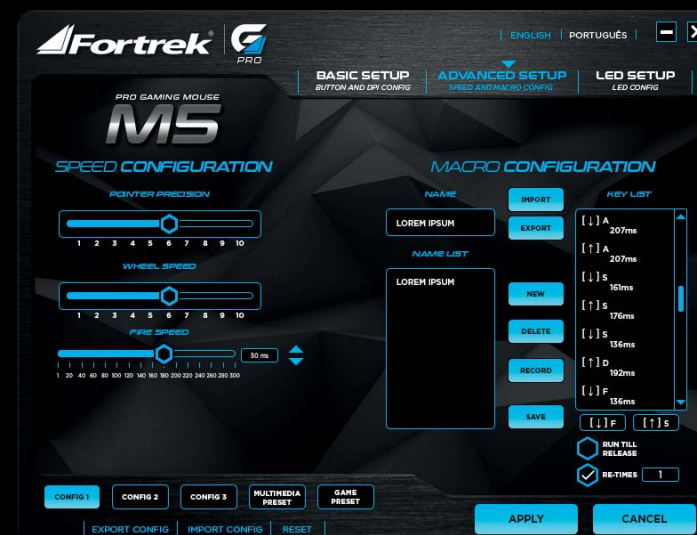 Fortrek
G
PRO
ENGLISH | PORTUGUÊS |
BASIC SETUP
BUTTON AND DPI CONFIG
ADVANCED SETUP
SPEED AND MACRO CONFIG
LED SETUP
LED CONFIG
PRO GAMING MOUSE
M5
SPEED CONFIGURATION
POINTER PRECISION
1 2 3 4 5 6 7 8 9 10
WHEEL SPEED
1 2 3 4 5 6 7 8 9 10
FIRE SPEED
50 ms
1 20 40 60 80 100 120 140 160 180 200 220 240 260 280 300
MACRO CONFIGURATION
NAME
LOREM IPSUM
NAME LIST
LOREM IPSUM
IMPORT
EXPORT
NEW
DELETE
RECORD
SAVE
KEY LIST
[↓] A
207ms
[↑] A
207ms
[↓] S
161ms
[↑] S
176ms
[↓] S
136ms
[↑] D
192ms
[↓] F
136ms
[↓] F [↑] S
RUN TILL
RELEASE
RE-TIMES 1
CONFIG 1
CONFIG 2
CONFIG 3
MULTIMEDIA
PRESET
GAME
PRESET
| EXPORT CONFIG | IMPORT CONFIG | RESET |
APPLY
CANCEL